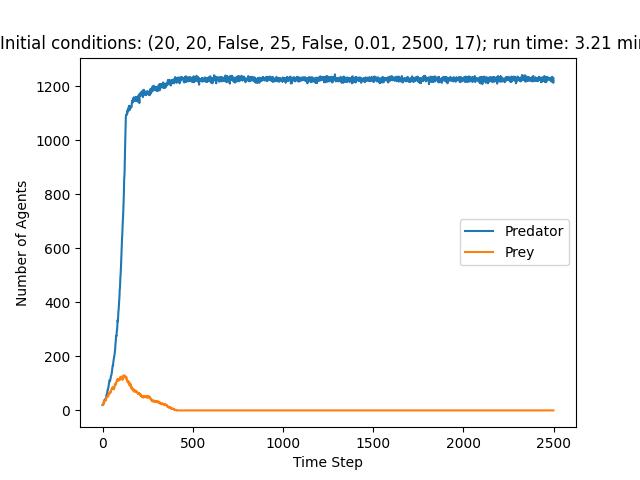 Initial conditions: (20, 20, False, 25, False, 0.01, 2500, 17); run time: 3.21 min
1200
1000
800
600
400
200
0
Number of Agents
Predator
Prey
0 500 1000 1500 2000 2500
Time Step